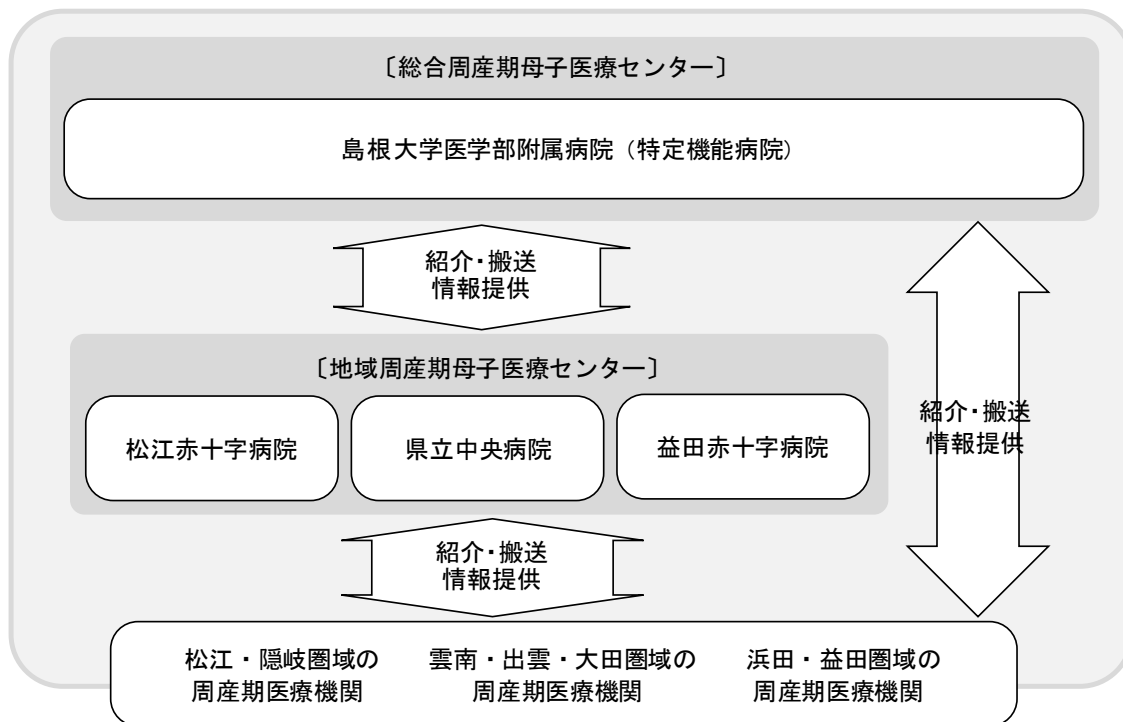 〔総合周産期母子医療センター〕
島根大学医学部附属病院（特定機能病院）
紹介・搬送
情報提供
〔地域周産期母子医療センター〕
松江赤十字病院
県立中央病院
益田赤十字病院
紹介・搬送
情報提供
紹介・搬送
情報提供
松江・隠岐圏域の
周産期医療機関
雲南・出雲・大田圏域の
周産期医療機関
浜田・益田圏域の
周産期医療機関